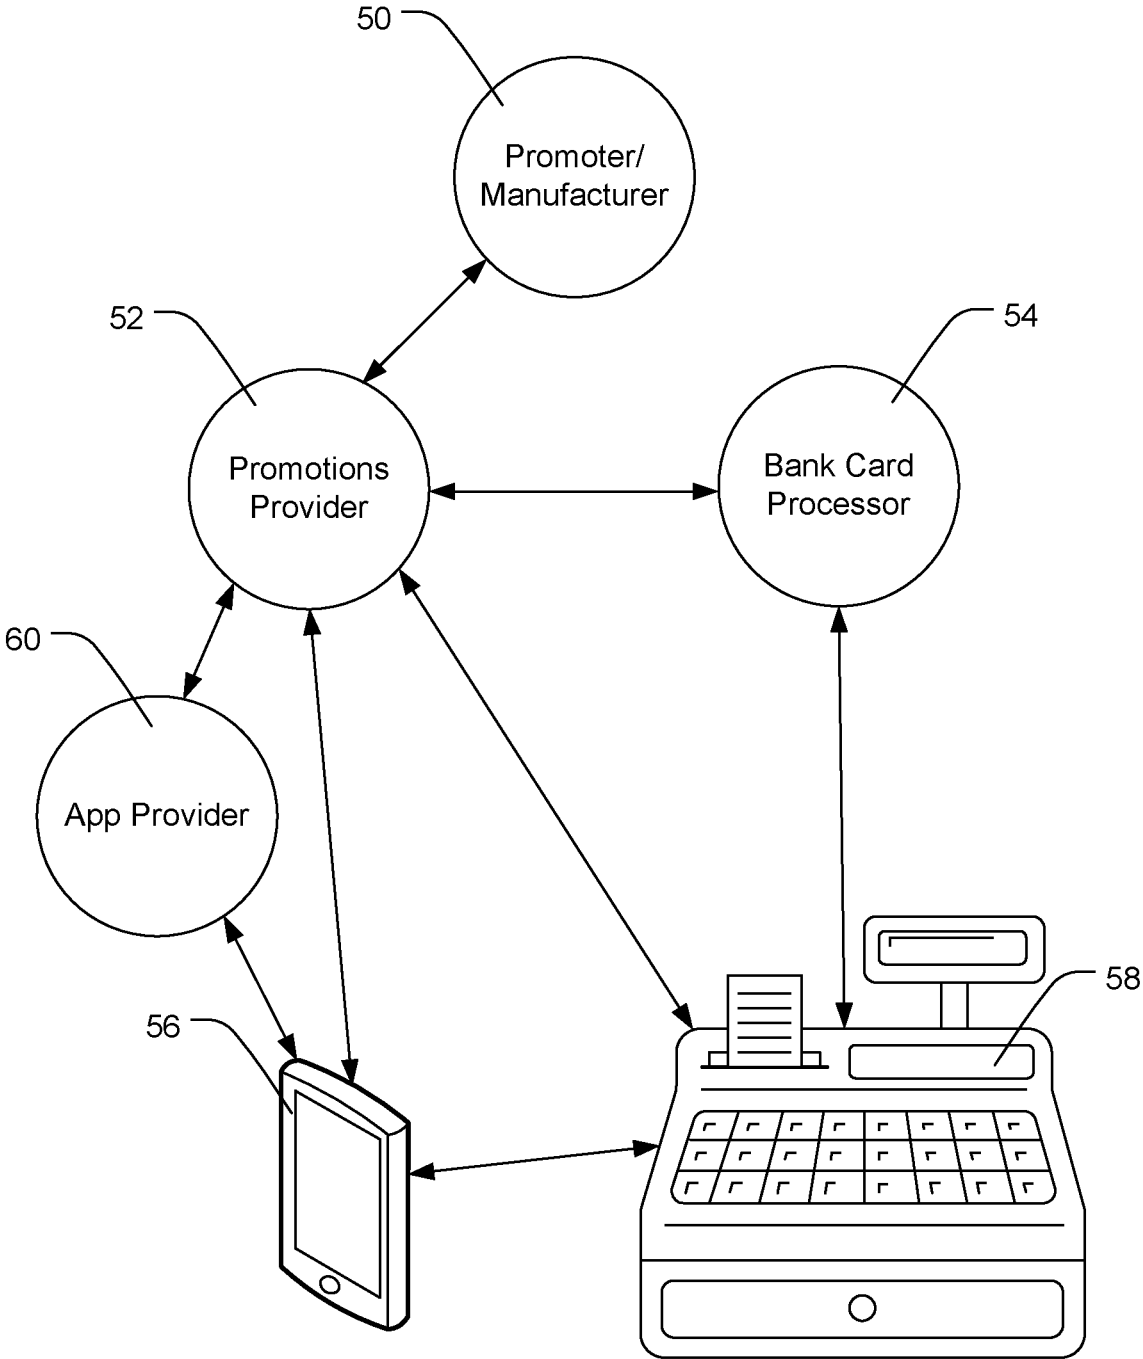 50
Promoter/
Manufacturer
52
54
Promotions
Provider
Bank Card
Processor
60
App Provider
58
56